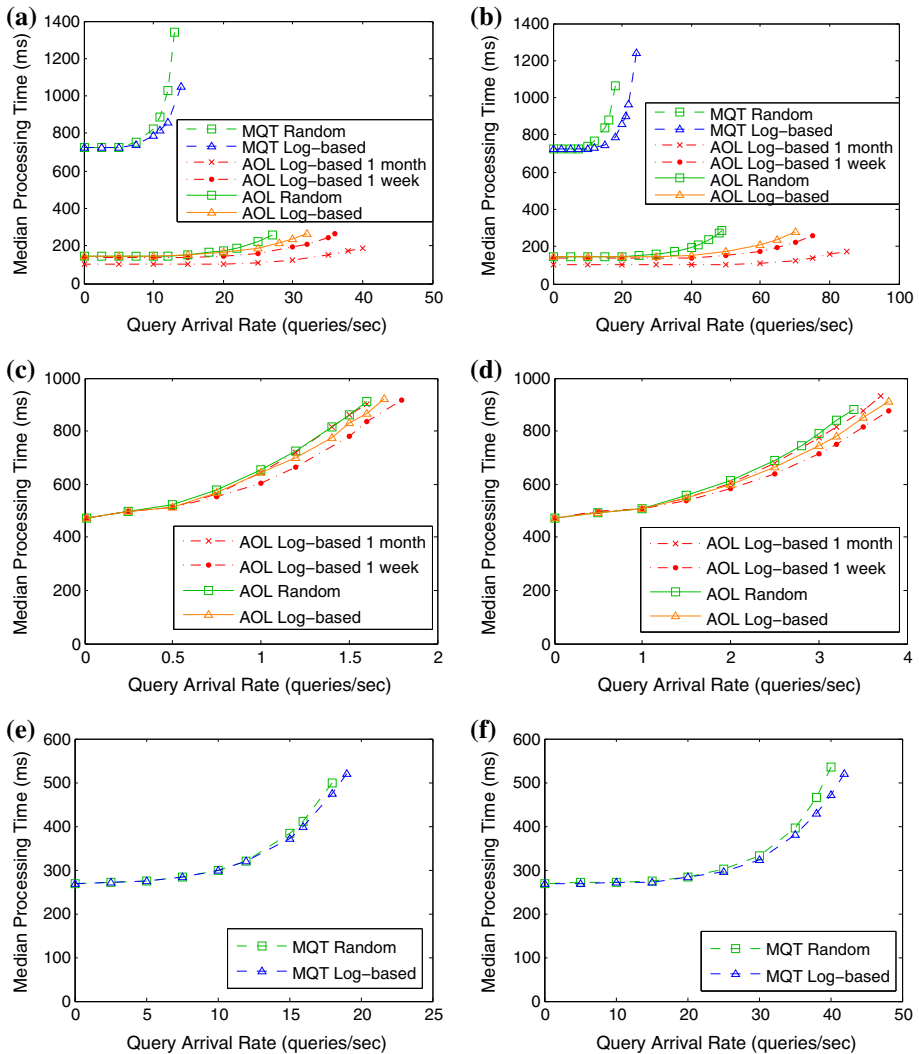 (a)
Median Processing Time (ms)
1400
1200
1000
800
600
400
200
0
0 10 20 30 40 50
Query Arrival Rate (queries/sec)
MQT Random
MQT Log-based
AOL Log-based 1 month
AOL Log-based 1 week
AOL Random
AOL Log-based
(b)
Median Processing Time (ms)
1400
1200
1000
800
600
400
200
0
0 20 40 60 80 100
Query Arrival Rate (queries/sec)
MQT Random
MQT Log-based
AOL Log-based 1 month
AOL Log-based 1 week
AOL Random
AOL Log-based
(c)
Median Processing Time (ms)
1000
800
600
400
200
0
0 0.5 1 1.5 2
Query Arrival Rate (queries/sec)
AOL Log-based 1 month
AOL Log-based 1 week
AOL Random
AOL Log-based
(d)
Median Processing Time (ms)
1000
800
600
400
200
0
0 1 2 3 4
Query Arrival Rate (queries/sec)
AOL Log-based 1 month
AOL Log-based 1 week
AOL Random
AOL Log-based
(e)
Median Processing Time (ms)
600
500
400
300
200
100
0
0 5 10 15 20 25
Query Arrival Rate (queries/sec)
MQT Random
MQT Log-based
(f)
Median Processing Time (ms)
600
500
400
300
200
100
0
0 10 20 30 40 50
Query Arrival Rate (queries/sec)
MQT Random
MQT Log-based